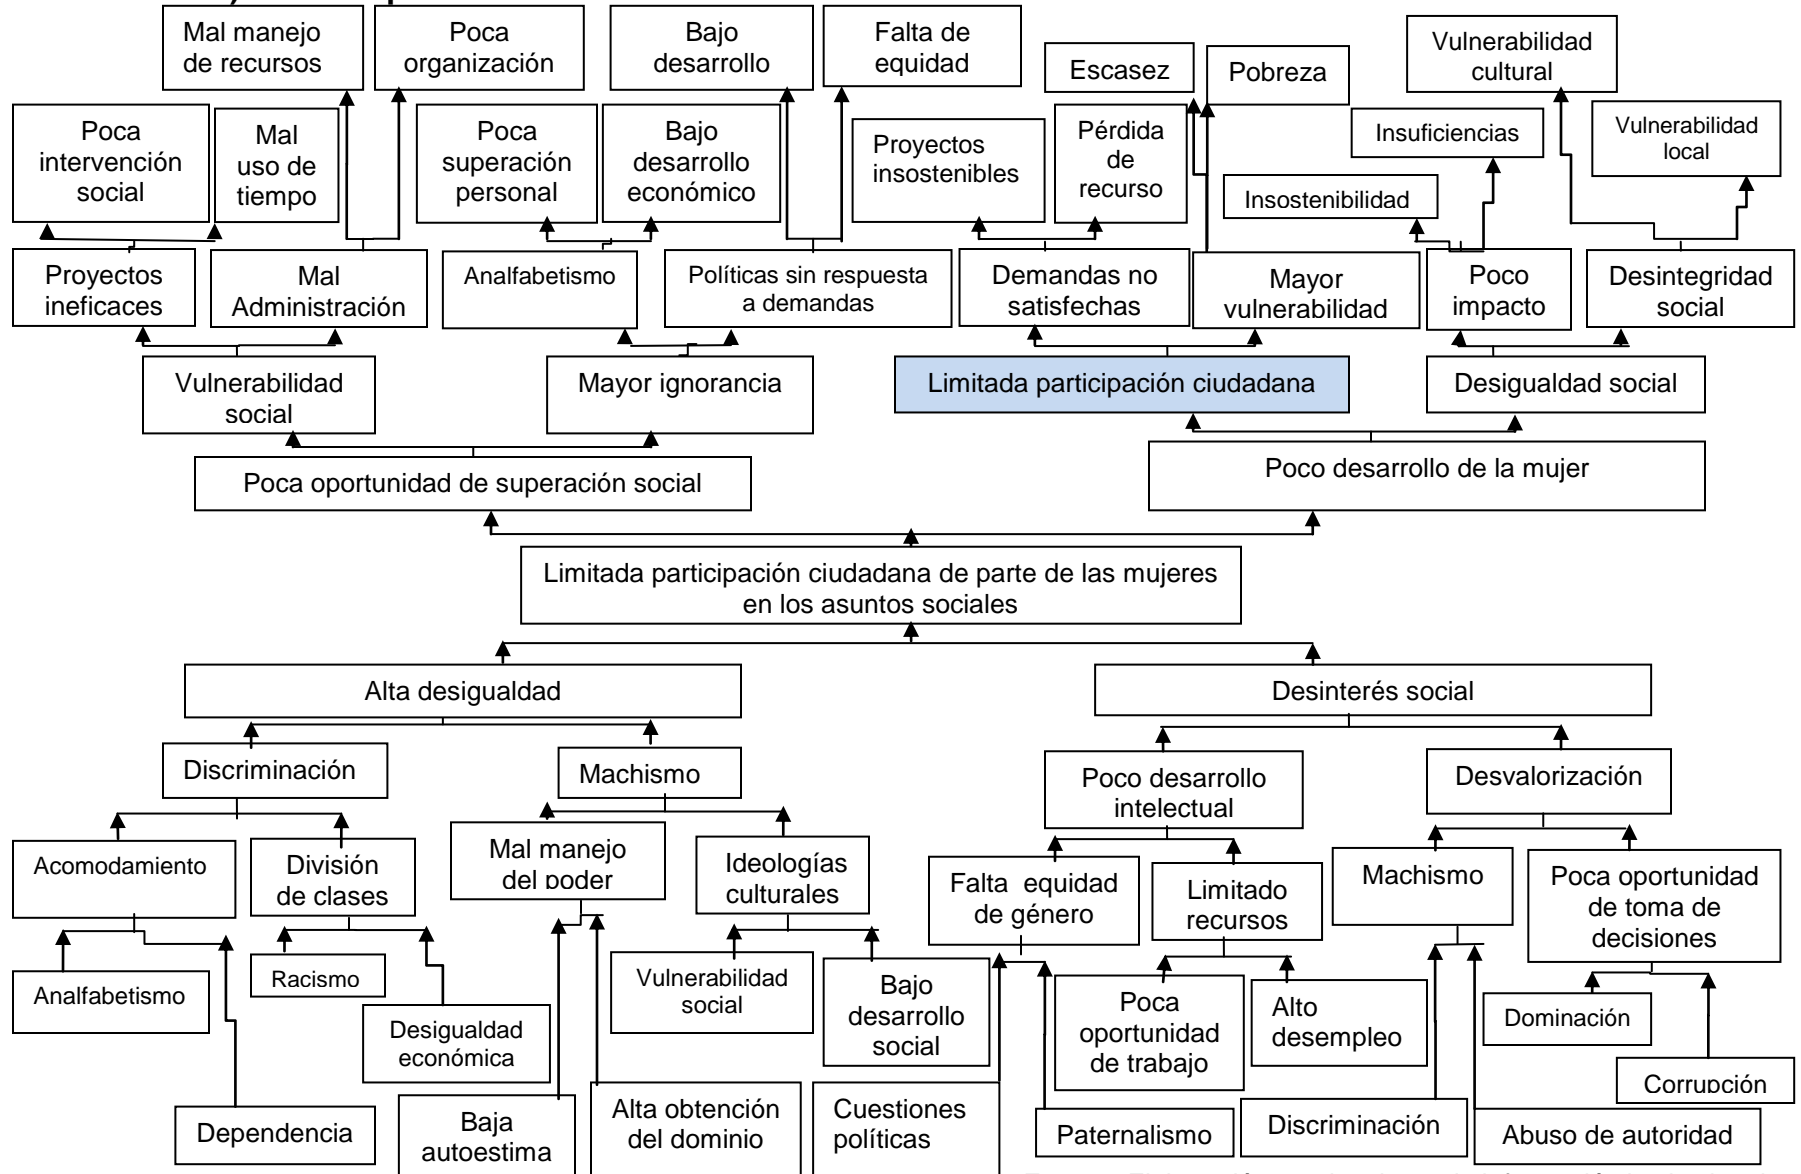 Mal manejo
de recursos
Poca
organización
Bajo
desarrollo
Falta de
equidad
Escasez
Pobreza
Vulnerabilidad
cultural
Poca
intervención
social
Mal
uso de
tiempo
Poca
superación
personal
Bajo
desarrollo
económico
Proyectos
insostenibles
Pérdida
de
recurso
Insuficiencias
Vulnerabilidad
local
Insostenibilidad
Proyectos
ineficaces
Mal
Administración
Analfabetismo
Políticas sin respuesta
a demandas
Demandas no
satisfechas
Mayor
vulnerabilidad
Poco
impacto
Desintegridad
social
Vulnerabilidad
social
Mayor ignorancia
Limitada participación ciudadana
Desigualdad social
Poca oportunidad de superación social
Poco desarrollo de la mujer
Limitada participación ciudadana de parte de las mujeres
en los asuntos sociales
Alta desigualdad
Desinterés social
Discriminación
Machismo
Poco desarrollo
intelectual
Desvalorización
Acomodamiento
División
de clases
Mal manejo
del poder
Ideologías
culturales
Falta equidad
de género
Limitado
recursos
Machismo
Poca oportunidad
de toma de
decisiones
Analfabetismo
Racismo
Desigualdad
económica
Vulnerabilidad
social
Bajo
desarrollo
social
Poca
oportunidad
de trabajo
Alto
desempleo
Dominación
Corrupción
Dependencia
Baja
autoestima
Alta obtención
del dominio
Cuestiones
políticas
Paternalismo
Discriminación
Abuso de autoridad